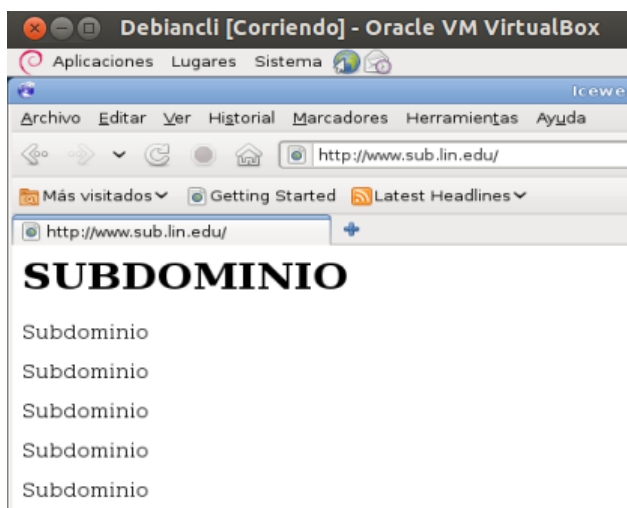 Debiancli [Corriendo] - Oracle VM VirtualBox
Aplicaciones Lugares Sistema
Archivo Editar Ver Historial Marcadores Herramientas Ayuda
http://www.sub.lin.edu/
Más visitados Getting Started Latest Headlines
http://www.sub.lin.edu/
SUBDOMINIO
Subdominio
Subdominio
Subdominio
Subdominio
Subdominio